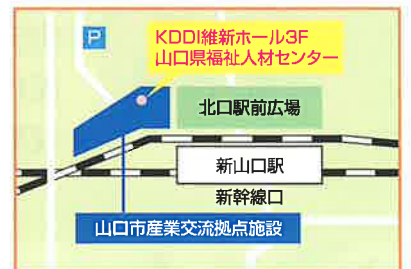 P
KDDI維新ホール3F
山口県福祉人材センター
北口駅前広場
新山口駅
新幹線口
山口市産業交流拠点施設